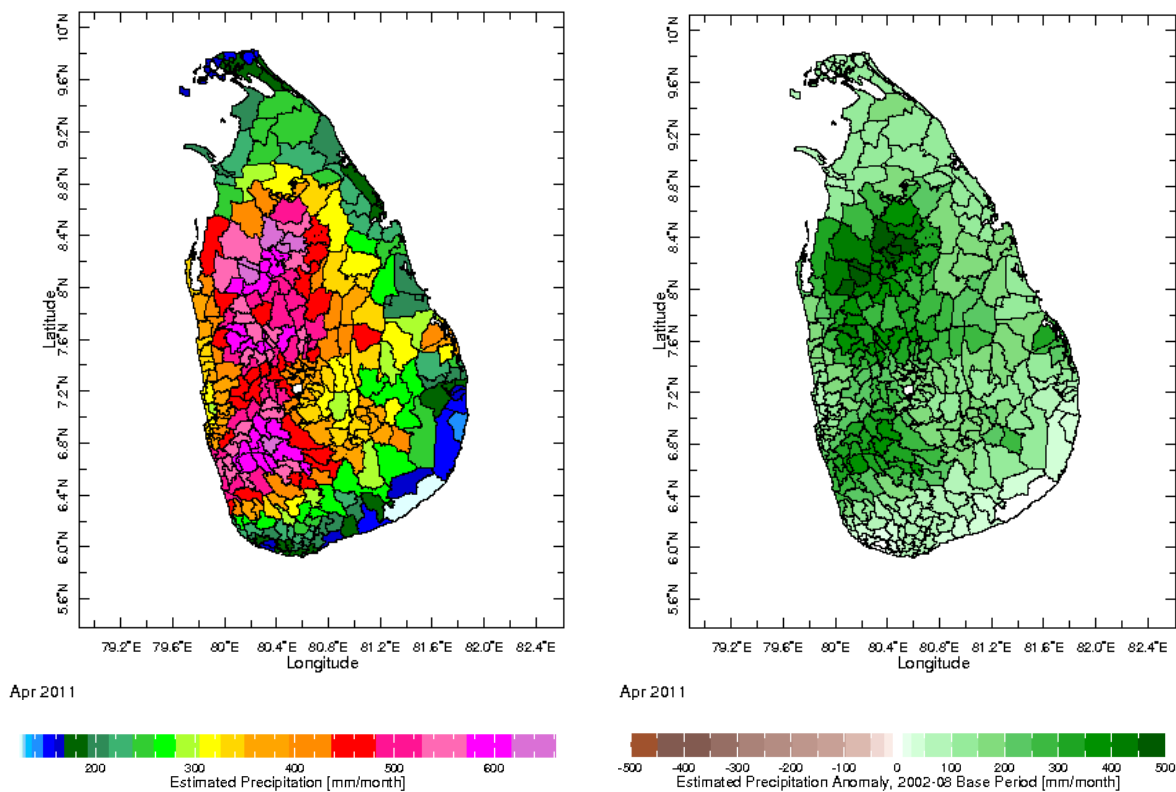 10°N
9.6°N
9.2°N
8.8°N
8.4°N
8°N
7.6°N
7.2°N
6.8°N
6.4°N
6.0°N
5.6°N
Latitude
79.2°E 79.6°E 80°E 80.4°E 80.8°E 81.2°E 81.6°E 82.0°E 82.4°E
Longitude
Apr 2011
200 300 400 500 600
Estimated Precipitation [mm/month]
10°N
9.6°N
9.2°N
8.8°N
8.4°N
8°N
7.6°N
7.2°N
6.8°N
6.4°N
6.0°N
5.6°N
Latitude
79.2°E 79.6°E 80°E 80.4°E 80.8°E 81.2°E 81.6°E 82.0°E 82.4°E
Longitude
Apr 2011
-500 -400 -300 -200 -100 0 100 200 300 400 500
Estimated Precipitation Anomaly, 2002-08 Base Period [mm/month]